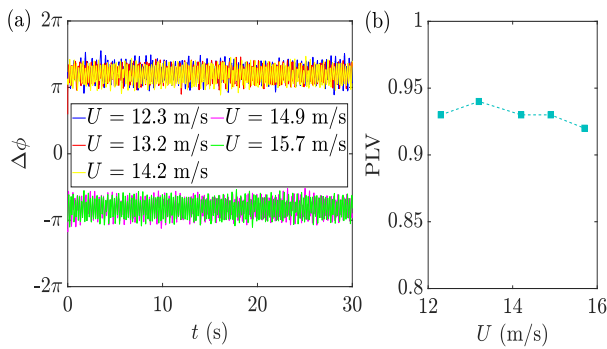 (a)
2π
π
0
-π
-2π
Δϕ
U = 12.3 m/s
U = 13.2 m/s
U = 14.2 m/s
U = 14.9 m/s
U = 15.7 m/s
0 10 20 30
t (s)
(b)
1
0.95
0.9
0.85
0.8
PLV
12 14 16
U (m/s)